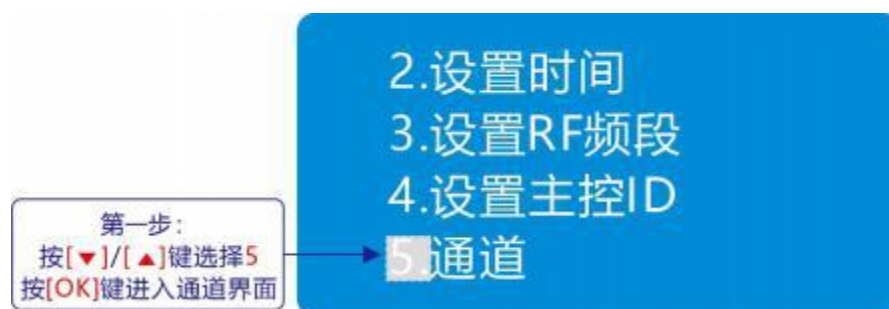 2.设置时间
3.设置RF频段
4.设置主控ID
5.通道
第一步：
按[▼]/[▲]键选择5
按[OK]键进入通道界面